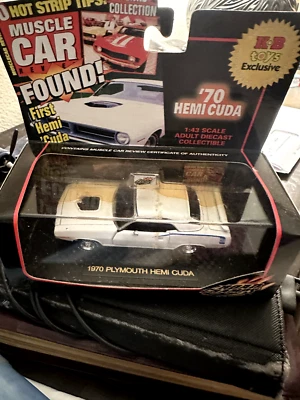 HOT STRIP TIPS!
MUSCLE
CAR
FOUND!
First
'Hemi
'Cuda
COLLECTION
K·B
toys
Exclusive
'70
HEMI CUDA
1:43 SCALE
ADULT DIECAST
COLLECTIBLE
CONTAINS MUSCLE CAR REVIEW CERTIFICATE OF AUTHENTICITY
1970 PLYMOUTH HEMI CUDA